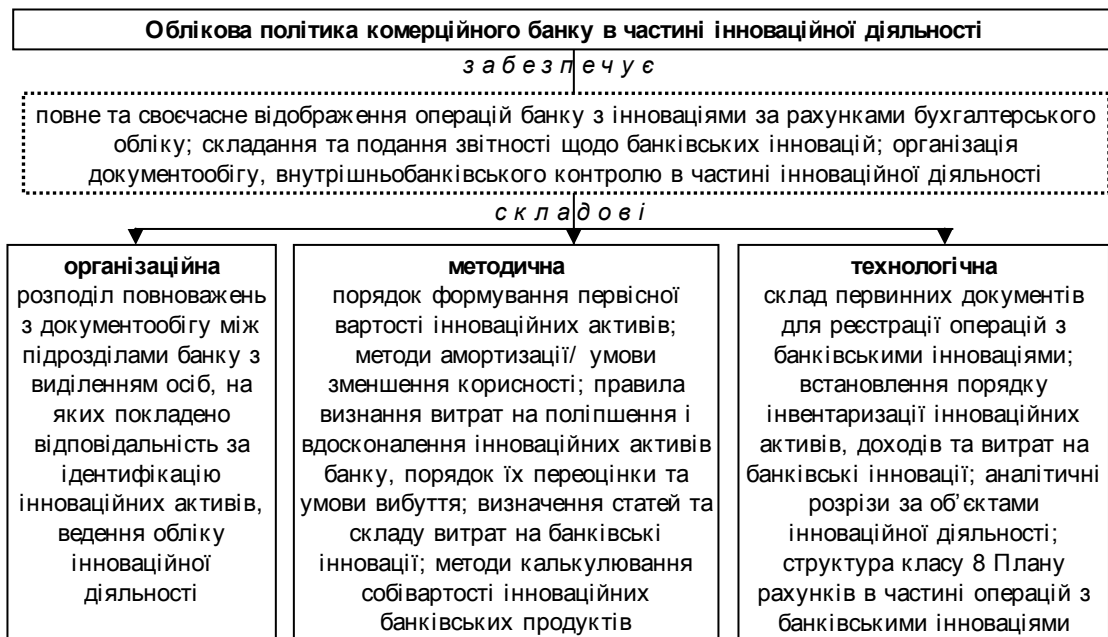 Облікова політика комерційного банку в частині інноваційної діяльності
забезпечує
повне та своєчасне відображення операцій банку з інноваціями за рахунками бухгалтерського
обліку; складання та подання звітності щодо банківських інновацій; організація
документообігу, внутрішньобанківського контролю в частині інноваційної діяльності
складові
організаційна
розподіл повноважень
з документообігу між
підрозділами банку з
виділенням осіб, на
яких покладено
відповідальність за
ідентифікацію
інноваційних активів,
ведення обліку
інноваційної
діяльності
методична
порядок формування первісної
вартості інноваційних активів;
методи амортизації/ умови
зменшення корисності; правила
визнання витрат на поліпшення і
вдосконалення інноваційних активів
банку, порядок їх переоцінки та
умови вибуття; визначення статей та
складу витрат на банківські
інновації; методи калькулювання
собівартості інноваційних
банківських продуктів
технологічна
склад первинних документів
для реєстрації операцій з
банківськими інноваціями;
встановлення порядку
інвентаризації інноваційних
активів, доходів та витрат на
банківські інновації; аналітичні
розрізи за об’єктами
інноваційної діяльності;
структура класу 8 Плану
рахунків в частині операцій з
банківськими інноваціями